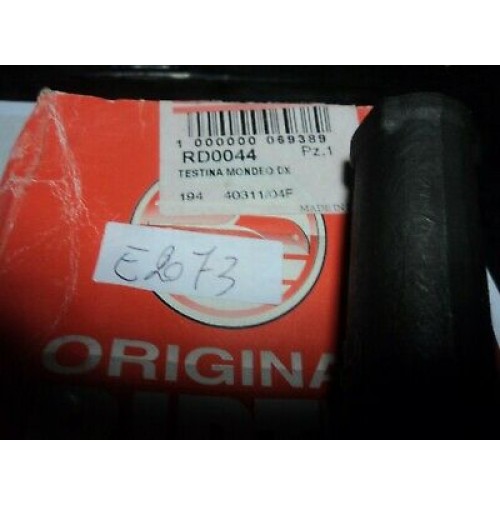 1 000000 069389
RD0044 Pz.1
TESTINA MONDEO DX
194 40311/04F
MADE IN
E2073
ORIGINA